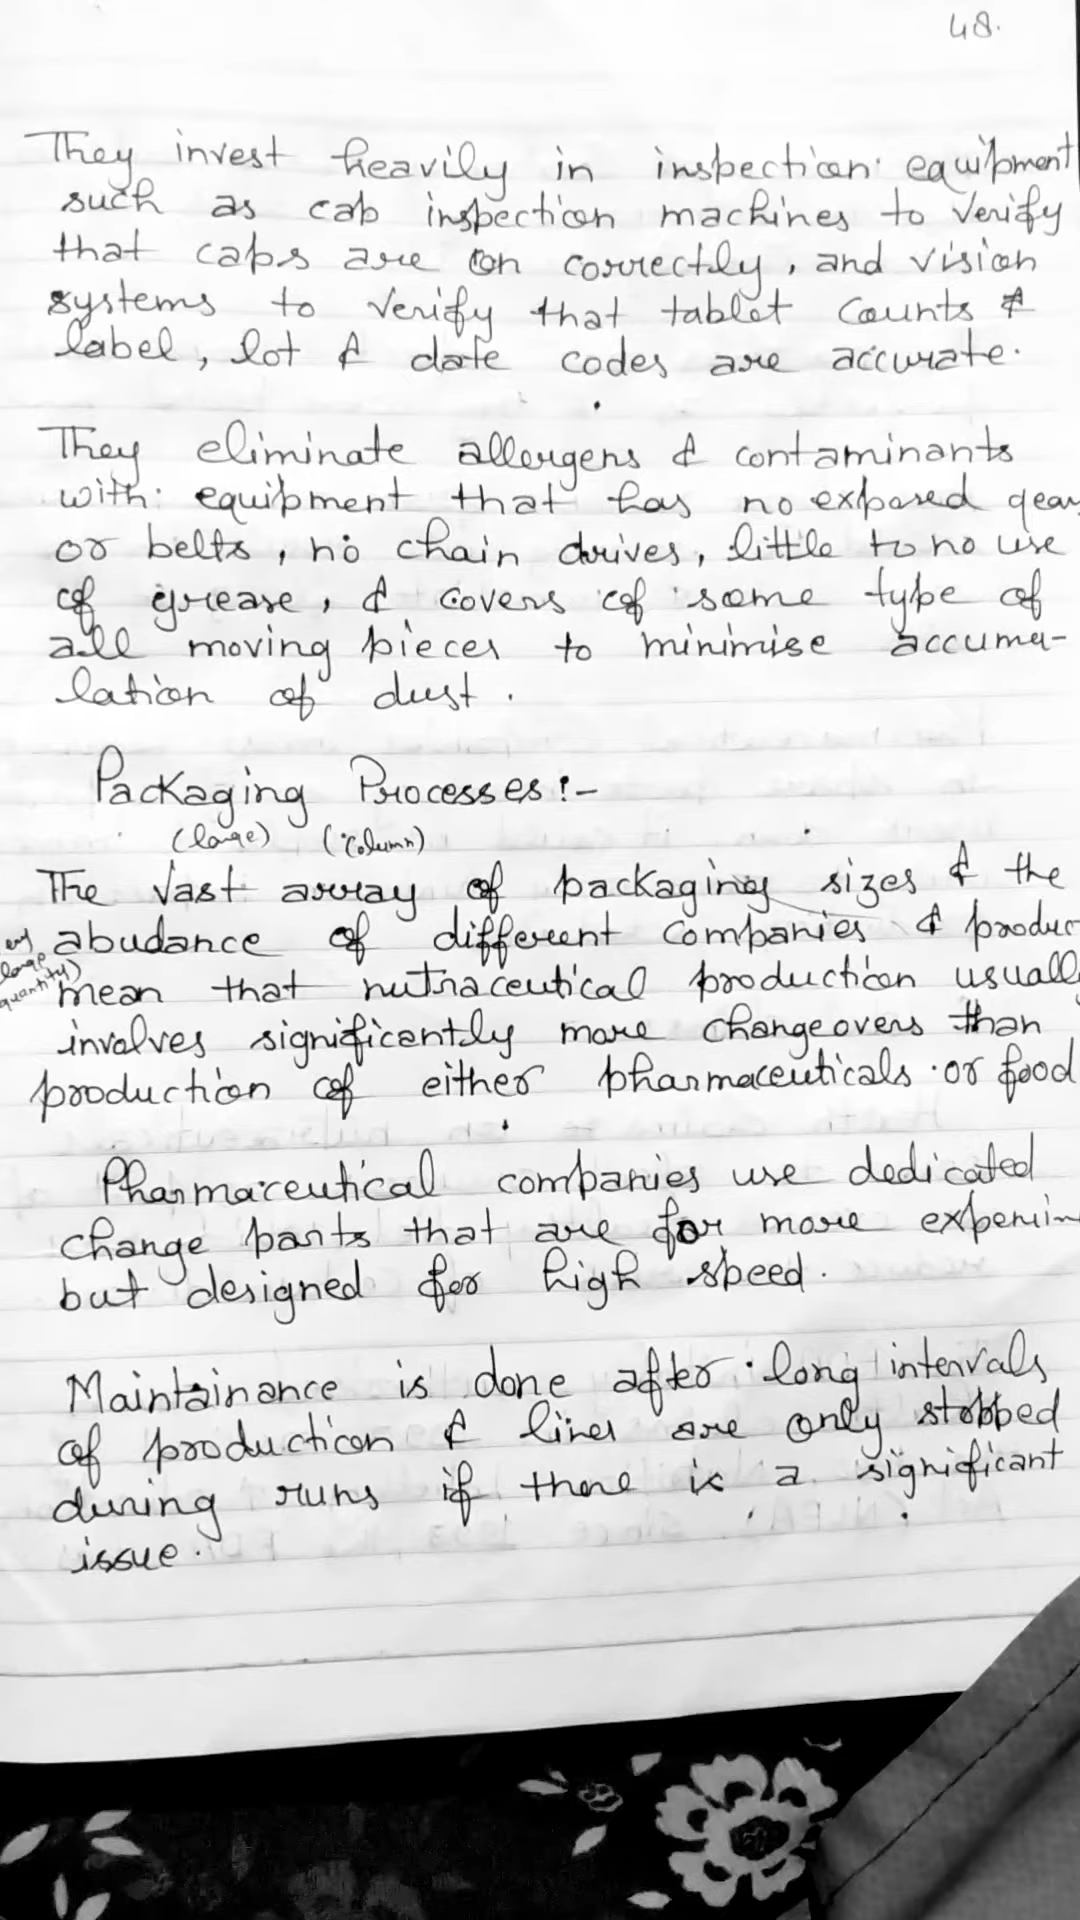 48.
They invest heavily in inspection equipment
such as cap inspection machines to verify
that caps are on correctly, and vision
systems to verify that tablet counts &
label, lot & date codes are accurate.
They eliminate allergens & contaminants
with equipment that has no exposed gear
or belts, no chain drives, little to no use
of grease, & covers of some type of
all moving pieces to minimise accumu-
lation of dust.
Packaging Processes:-
(large) (column)
The vast array of packaging sizes & the
abudance of different companies & produc
large
quantity)
mean that nutraceutical production usually
involves significantly more changeovers than
production of either pharmaceuticals or food
Pharmaceutical companies use dedicated
change parts that are far more expensin
but designed for high speed.
Maintainance is done after long intervals
of production & lines are only stopped
during runs if there is a significant
issue.